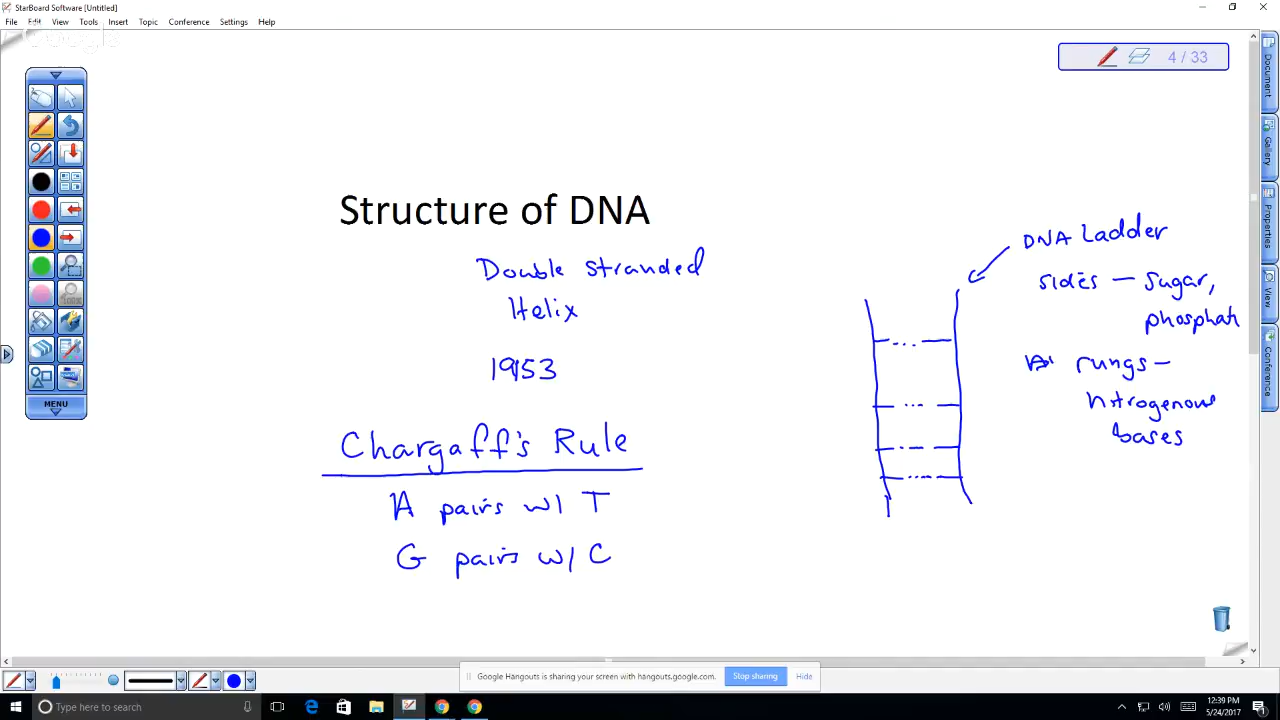 StarBoard Software [Untitled]
File Edit View Tools Insert Topic Conference Settings Help
4 / 33
Document
Gallery
Properties
View
Conference
MENU
Structure of DNA
Double Stranded
Helix
1953
Chargaff's Rule
A pairs w/ T
G pairs w/ C
DNA Ladder
sides - Sugar,
phosphate
rungs -
nitrogenous
bases
Google Hangouts is sharing your screen with hangouts.google.com.
Stop sharing
Hide
Type here to search
12:39 PM
5/24/2017